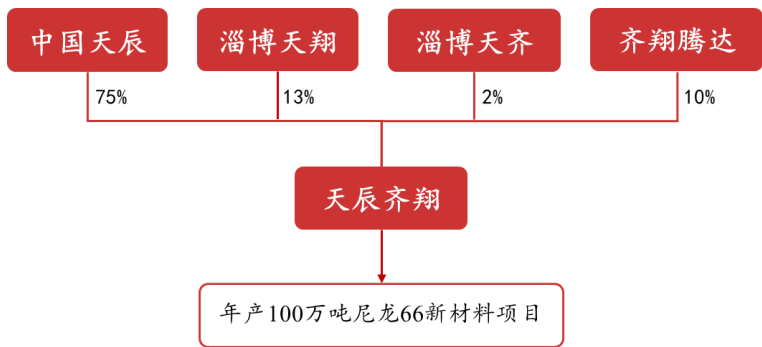 中国天辰
淄博天翔
淄博天齐
齐翔腾达
75%
13%
2%
10%
天辰齐翔
年产100万吨尼龙66新材料项目